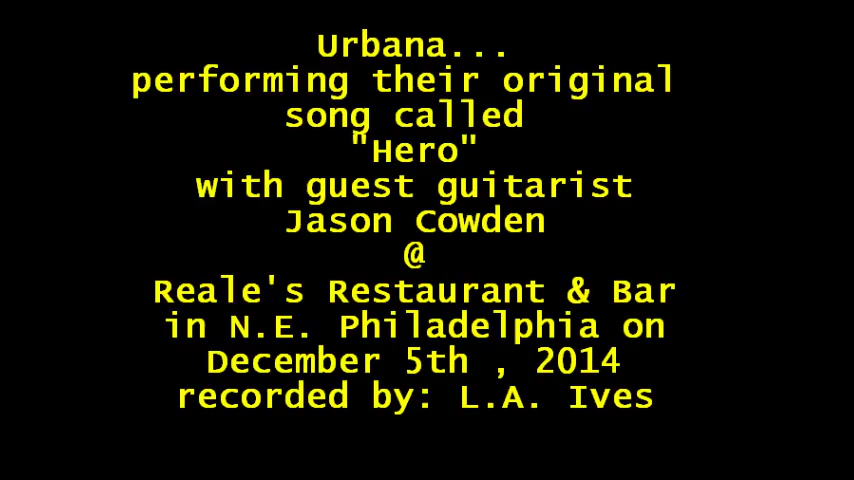 Urbana...
performing their original
song called
"Hero"
with guest guitarist
Jason Cowden
@
Reale's Restaurant & Bar
in N.E. Philadelphia on
December 5th , 2014
recorded by: L.A. Ives